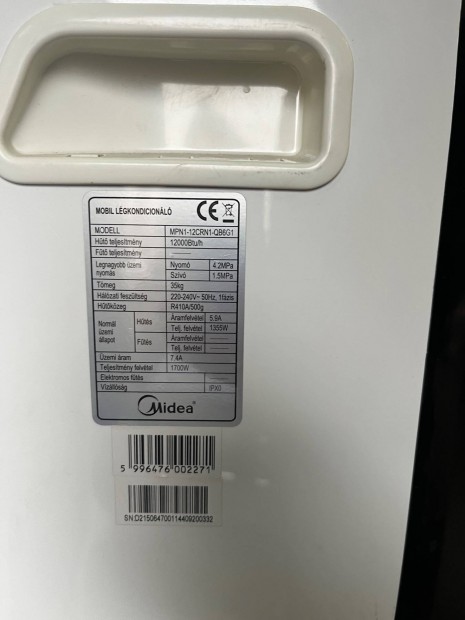 MOBIL LÉGKONDICIONÁLÓ CE
MODELL MPN1-12CRN1-QB6G1
Hűtő teljesítmény 12000Btu/h
Fűtő teljesítmény
Legnagyobb üzemi nyomás Nyomó 4.2MPa
Szívó 1.5MPa
Tömeg 35kg
Hálózati feszültség 220-240V~ 50Hz, 1fázis
Hűtőközeg R410A/500g
Normál üzemi állapot Hűtés Áramfelvétel 5.9A
Telj. felvétel 1355W
Fűtés Áramfelvétel
Telj. felvétel
Üzemi áram 7.4A
Teljesítmény felvétel 1700W
Elektromos fűtés
Vízállóság IPX0
Midea®
5 996476 002271
SN:D215064700114409200332